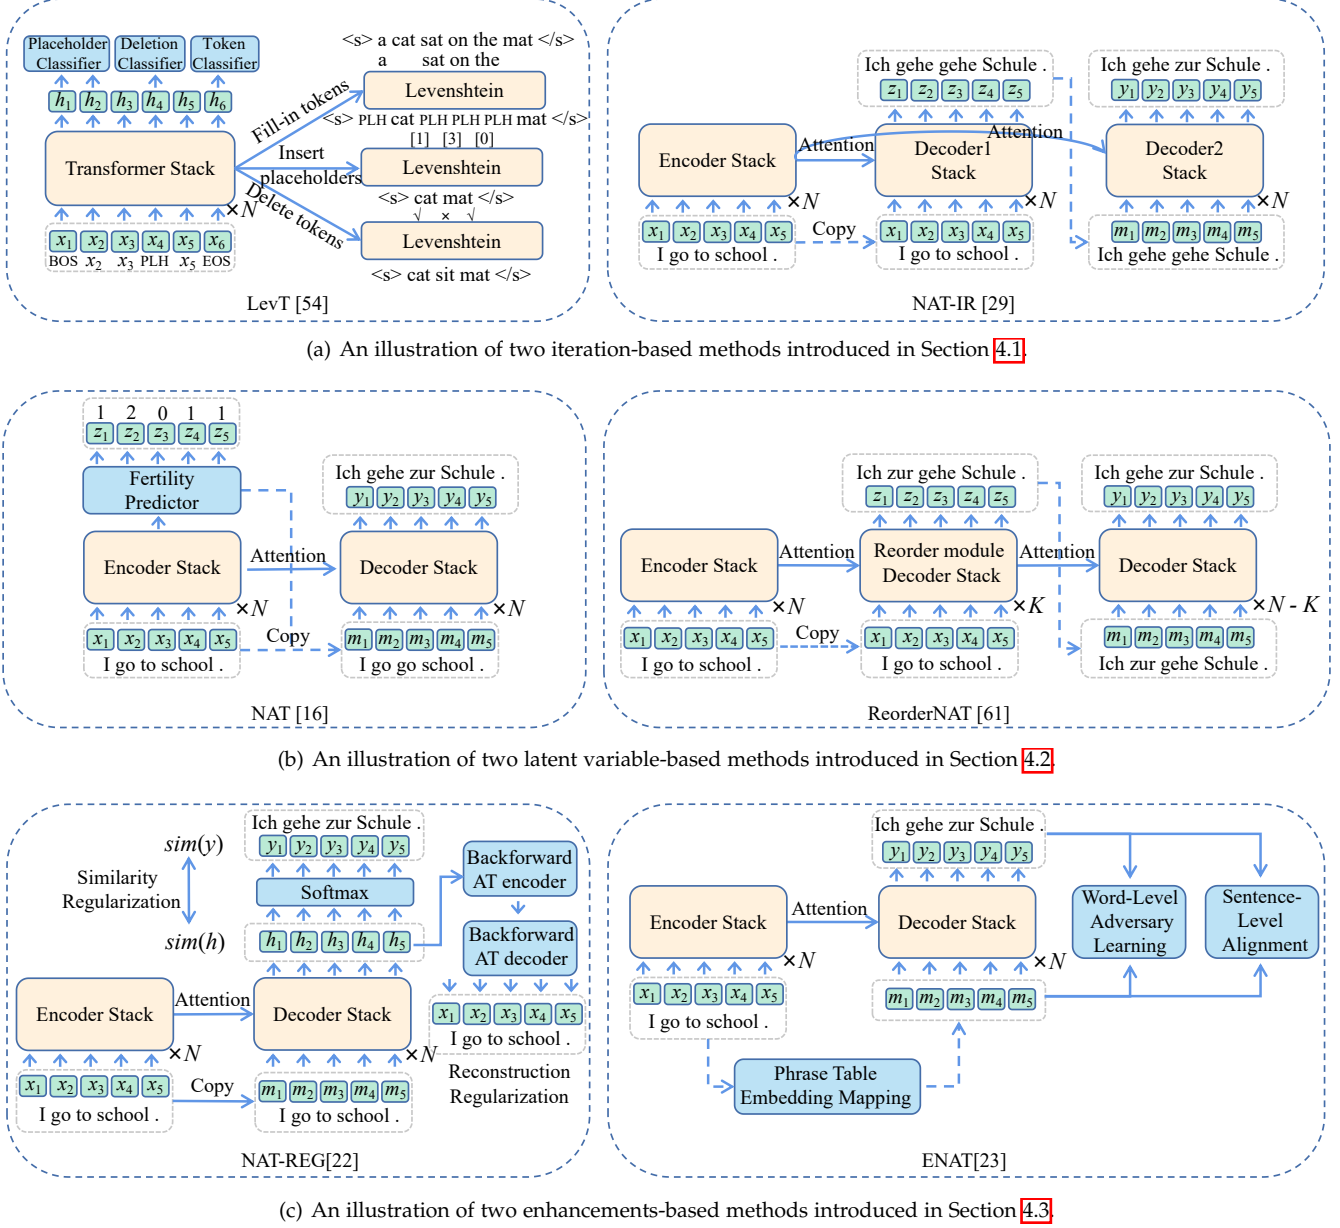 Placeholder Classifier
Deletion Classifier
Token Classifier
h1 h2 h3 h4 h5 h6
Transformer Stack
×N
x1 x2 x3 x4 x5 x6
BOS x2 x3 PLH x5 EOS
Fill-in tokens
Insert placeholders
Delete tokens
<s> a cat sat on the mat </s>
a sat on the
Levenshtein
<s> PLH cat PLH PLH PLH mat </s>
[1] [3] [0]
Levenshtein
<s> cat mat </s>
√ × √
Levenshtein
<s> cat sit mat </s>
LevT [54]
Encoder Stack
×N
x1 x2 x3 x4 x5
I go to school .
Attention
Copy
Ich gehe gehe Schule .
z1 z2 z3 z4 z5
Decoder1 Stack
×N
x1 x2 x3 x4 x5
I go to school .
Attention
Ich gehe zur Schule .
y1 y2 y3 y4 y5
Decoder2 Stack
×N
m1 m2 m3 m4 m5
Ich gehe gehe Schule .
NAT-IR [29]
(a) An illustration of two iteration-based methods introduced in Section 4.1.
1 2 0 1 1
z1 z2 z3 z4 z5
Fertility Predictor
Encoder Stack
×N
x1 x2 x3 x4 x5
I go to school .
Attention
Copy
Ich gehe zur Schule .
y1 y2 y3 y4 y5
Decoder Stack
×N
m1 m2 m3 m4 m5
I go go school .
NAT [16]
Encoder Stack
×N
x1 x2 x3 x4 x5
I go to school .
Attention
Copy
Ich zur gehe Schule .
z1 z2 z3 z4 z5
Reorder module Decoder Stack
×K
x1 x2 x3 x4 x5
I go to school .
Attention
Ich gehe zur Schule .
y1 y2 y3 y4 y5
Decoder Stack
×N - K
m1 m2 m3 m4 m5
Ich zur gehe Schule .
ReorderNAT [61]
(b) An illustration of two latent variable-based methods introduced in Section 4.2.
sim(y)
Similarity Regularization
sim(h)
Encoder Stack
×N
x1 x2 x3 x4 x5
I go to school .
Attention
Copy
Ich gehe zur Schule .
y1 y2 y3 y4 y5
Softmax
h1 h2 h3 h4 h5
Decoder Stack
×N
m1 m2 m3 m4 m5
I go to school .
Backforward AT encoder
Backforward AT decoder
x1 x2 x3 x4 x5
I go to school .
Reconstruction Regularization
NAT-REG[22]
Encoder Stack
×N
x1 x2 x3 x4 x5
I go to school .
Attention
Phrase Table Embedding Mapping
Ich gehe zur Schule .
y1 y2 y3 y4 y5
Decoder Stack
×N
m1 m2 m3 m4 m5
Word-Level Adversary Learning
Sentence-Level Alignment
ENAT[23]
(c) An illustration of two enhancements-based methods introduced in Section 4.3.